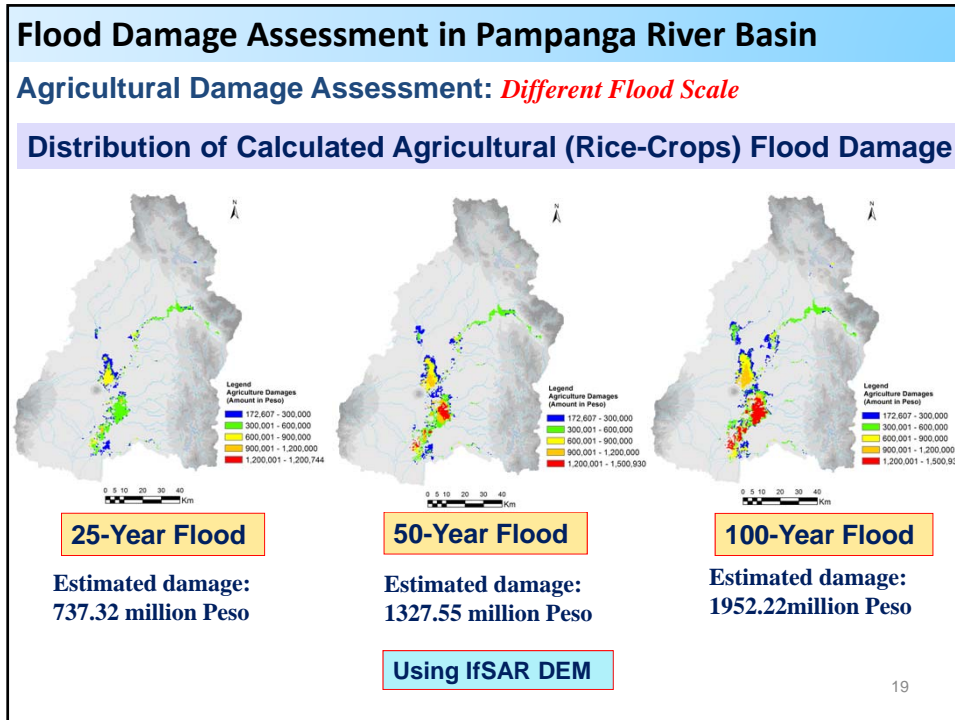 Flood Damage Assessment in Pampanga River Basin
Agricultural Damage Assessment: Different Flood Scale
Distribution of Calculated Agricultural (Rice-Crops) Flood Damage
N
Legend
Agriculture Damages
(Amount in Peso)
172,607 - 300,000
300,001 - 600,000
600,001 - 900,000
900,001 - 1,200,000
1,200,001 - 1,200,744
0 5 10 20 30 40
Km
N
Legend
Agriculture Damages
(Amount in Peso)
172,607 - 300,000
300,001 - 600,000
600,001 - 900,000
900,001 - 1,200,000
1,200,001 - 1,500,930
0 5 10 20 30 40
Km
N
Legend
Agriculture Damages
(Amount in Peso)
172,607 - 300,000
300,001 - 600,000
600,001 - 900,000
900,001 - 1,200,000
1,200,001 - 1,500,93
0 5 10 20 30 40
Km
25-Year Flood
50-Year Flood
100-Year Flood
Estimated damage:
737.32 million Peso
Estimated damage:
1327.55 million Peso
Estimated damage:
1952.22million Peso
Using IfSAR DEM
19